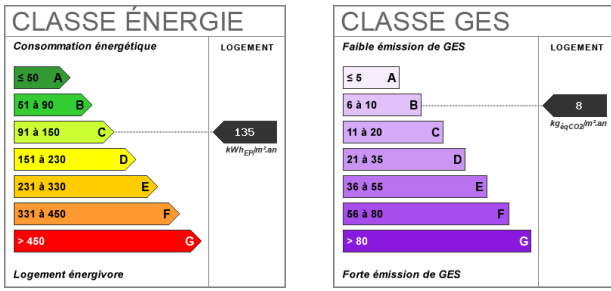 CLASSE ÉNERGIE
Consommation énergétique
LOGEMENT
≤ 50 A
51 à 90 B
91 à 150 C
135
kWhEP/m².an
151 à 230 D
231 à 330 E
331 à 450 F
> 450 G
Logement énergivore
CLASSE GES
Faible émission de GES
LOGEMENT
≤ 5 A
6 à 10 B
8
kgéqCO2/m².an
11 à 20 C
21 à 35 D
36 à 55 E
56 à 80 F
> 80 G
Forte émission de GES